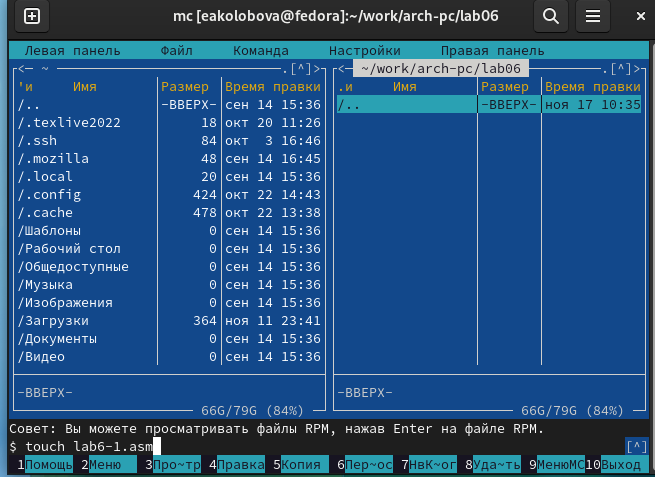 mc [eakolobova@fedora]:~/work/arch-pc/lab06
Левая панель Файл Команда Настройки Правая панель
<─ ~ .[^]>
'и Имя Размер Время правки
/.. -ВВЕРХ- сен 14 15:36
/.texlive2022 18 окт 20 11:26
/.ssh 84 окт 3 16:46
/.mozilla 48 сен 14 16:45
/.local 20 сен 14 15:36
/.config 424 окт 22 14:43
/.cache 478 окт 22 13:38
/Шаблоны 0 сен 14 15:36
/Рабочий стол 0 сен 14 15:36
/Общедоступные 0 сен 14 15:36
/Музыка 0 сен 14 15:36
/Изображения 0 сен 14 15:36
/Загрузки 364 ноя 11 23:41
/Документы 0 сен 14 15:36
/Видео 0 сен 14 15:36
-ВВЕРХ-
66G/79G (84%)
<─ ~/work/arch-pc/lab06 .[^]>
.и Имя Размер Время правки
/.. -ВВЕРХ- ноя 17 10:35
-ВВЕРХ-
66G/79G (84%)
Совет: Вы можете просматривать файлы RPM, нажав Enter на файле RPM.
$ touch lab6-1.asm [^]
1Помощь 2Меню 3Про~тр 4Правка 5Копия 6Пер~ос 7НвК~ог 8Уда~ть 9МенюМС 10Выход